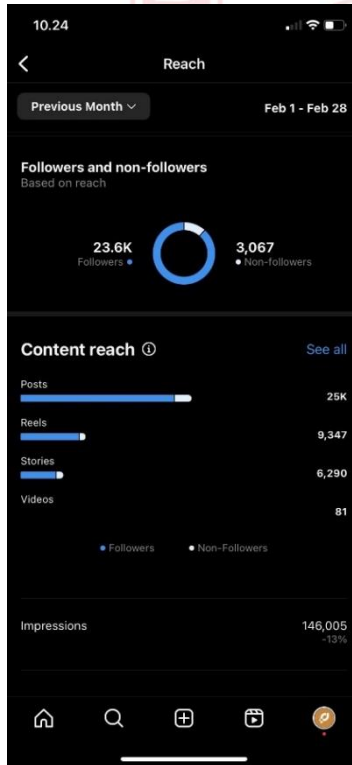 10.24
Reach
Previous Month
Feb 1 - Feb 28
Followers and non-followers
Based on reach
23.6K
Followers
3,067
Non-followers
Content reach
See all
Posts
25K
Reels
9,347
Stories
6,290
Videos
81
Followers
Non-Followers
Impressions
146,005
-13%